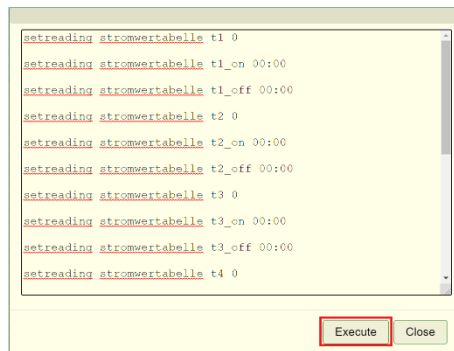 setreading stromwertabelle t1 0
setreading stromwertabelle t1_on 00:00
setreading stromwertabelle t1_off 00:00
setreading stromwertabelle t2 0
setreading stromwertabelle t2_on 00:00
setreading stromwertabelle t2_off 00:00
setreading stromwertabelle t3 0
setreading stromwertabelle t3_on 00:00
setreading stromwertabelle t3_off 00:00
setreading stromwertabelle t4 0
Execute Close